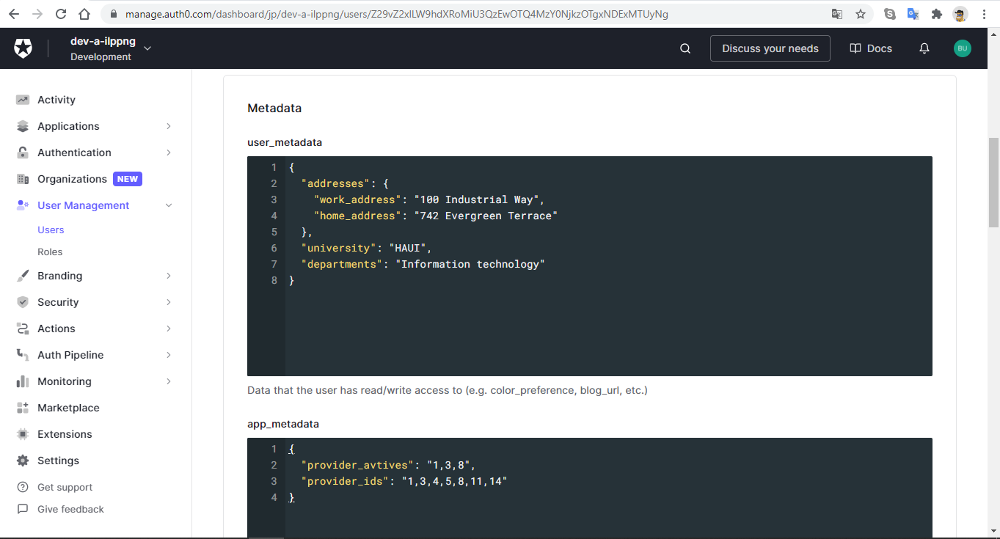 manage.auth0.com/dashboard/jp/dev-a-ilppng/users/Z29vZ2xlLW9hdXRoMiU3QzEwOTQ4MzY0NjkzOTgxNDExMTUyNg
dev-a-ilppng
Development
Discuss your needs
Docs
BU
Activity
Applications
Authentication
Organizations NEW
User Management
Users
Roles
Branding
Security
Actions
Auth Pipeline
Monitoring
Marketplace
Extensions
Settings
Get support
Give feedback
Metadata
user_metadata
1 {
2 "addresses": {
3 "work_address": "100 Industrial Way",
4 "home_address": "742 Evergreen Terrace"
5 },
6 "university": "HAUI",
7 "departments": "Information technology"
8 }
Data that the user has read/write access to (e.g. color_preference, blog_url, etc.)
app_metadata
1 {
2 "provider_avtives": "1,3,8",
3 "provider_ids": "1,3,4,5,8,11,14"
4 }